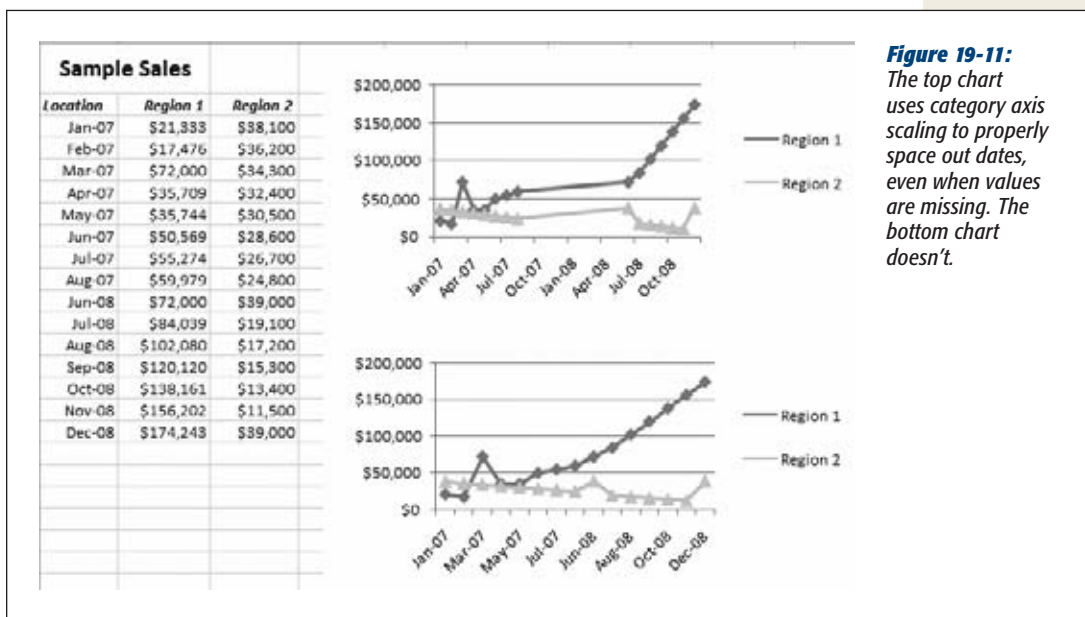 Sample Sales
Location Region 1 Region 2
Jan-07 $21,333 $38,100
Feb-07 $17,476 $36,200
Mar-07 $72,000 $34,300
Apr-07 $35,709 $32,400
May-07 $35,744 $30,500
Jun-07 $50,569 $28,600
Jul-07 $55,274 $26,700
Aug-07 $59,979 $24,800
Jun-08 $72,000 $39,000
Jul-08 $84,039 $19,100
Aug-08 $102,080 $17,200
Sep-08 $120,120 $15,300
Oct-08 $138,161 $13,400
Nov-08 $156,202 $11,500
Dec-08 $174,243 $39,000
$200,000
$150,000
$100,000
$50,000
$0
Jan-07 Apr-07 Jul-07 Oct-07 Jan-08 Apr-08 Jul-08 Oct-08
Region 1
Region 2
$200,000
$150,000
$100,000
$50,000
$0
Jan-07 Mar-07 May-07 Jul-07 Jun-08 Aug-08 Oct-08 Dec-08
Region 1
Region 2
Figure 19-11:
The top chart
uses category axis
scaling to properly
space out dates,
even when values
are missing. The
bottom chart
doesn't.